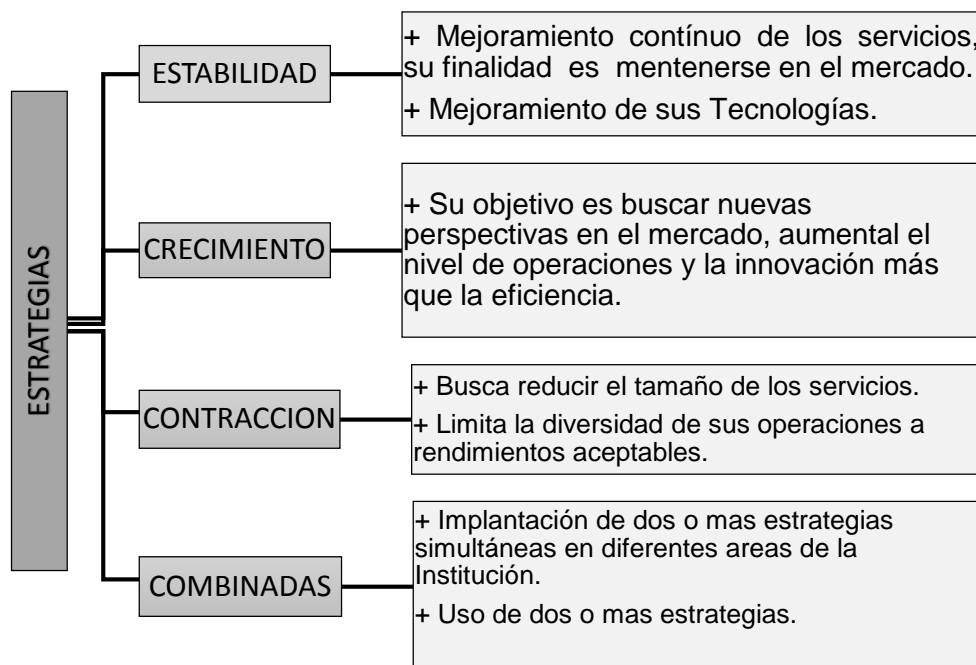 ESTRATEGIAS
ESTABILIDAD
+ Mejoramiento contínuo de los servicios,
su finalidad es mentenerse en el mercado.
+ Mejoramiento de sus Tecnologías.
CRECIMIENTO
+ Su objetivo es buscar nuevas
perspectivas en el mercado, aumental el
nivel de operaciones y la innovación más
que la eficiencia.
CONTRACCION
+ Busca reducir el tamaño de los servicios.
+ Limita la diversidad de sus operaciones a
rendimientos aceptables.
COMBINADAS
+ Implantación de dos o mas estrategias
simultáneas en diferentes areas de la
Institución.
+ Uso de dos o mas estrategias.